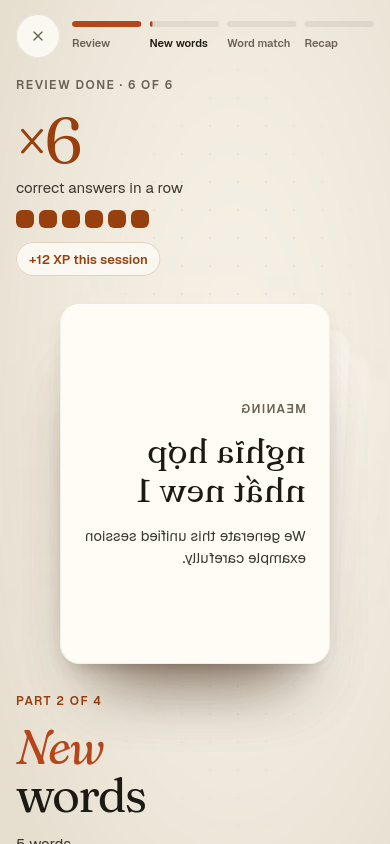 Review
New words
Word match
Recap
REVIEW DONE · 6 OF 6
×6
correct answers in a row
+12 XP this session
MEANING
nghĩa hợp
nhất new 1
We generate this unified session
example carefully.
PART 2 OF 4
New
words
5 words